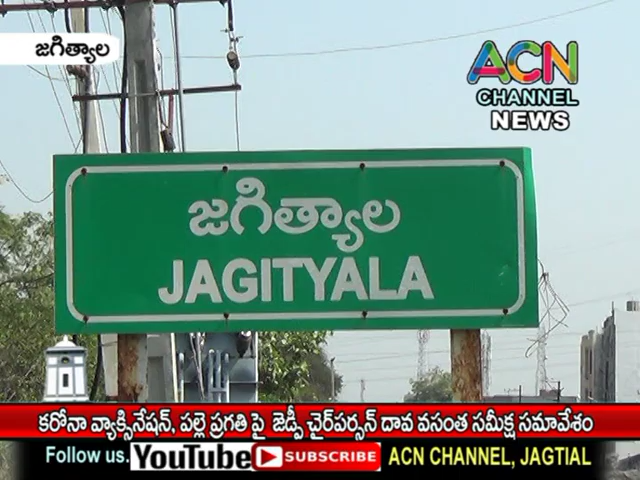 జగిత్యాల
ACN
CHANNEL
NEWS
జగిత్యాల
JAGITYALA
కరోనా వ్యాక్సినేషన్, పల్లె ప్రగతి పై జెడ్పీ చైర్‌పర్సన్ దావ వసంత సమీక్ష సమావేశం
Follow us. YouTube SUBSCRIBE ACN CHANNEL, JAGTIAL